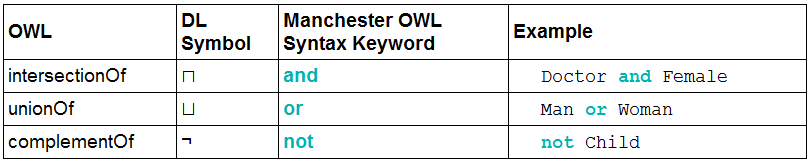 OWL DL Symbol Manchester OWL Syntax Keyword Example
intersectionOf ⊓ and Doctor and Female
unionOf ⊔ or Man or Woman
complementOf ¬ not not Child